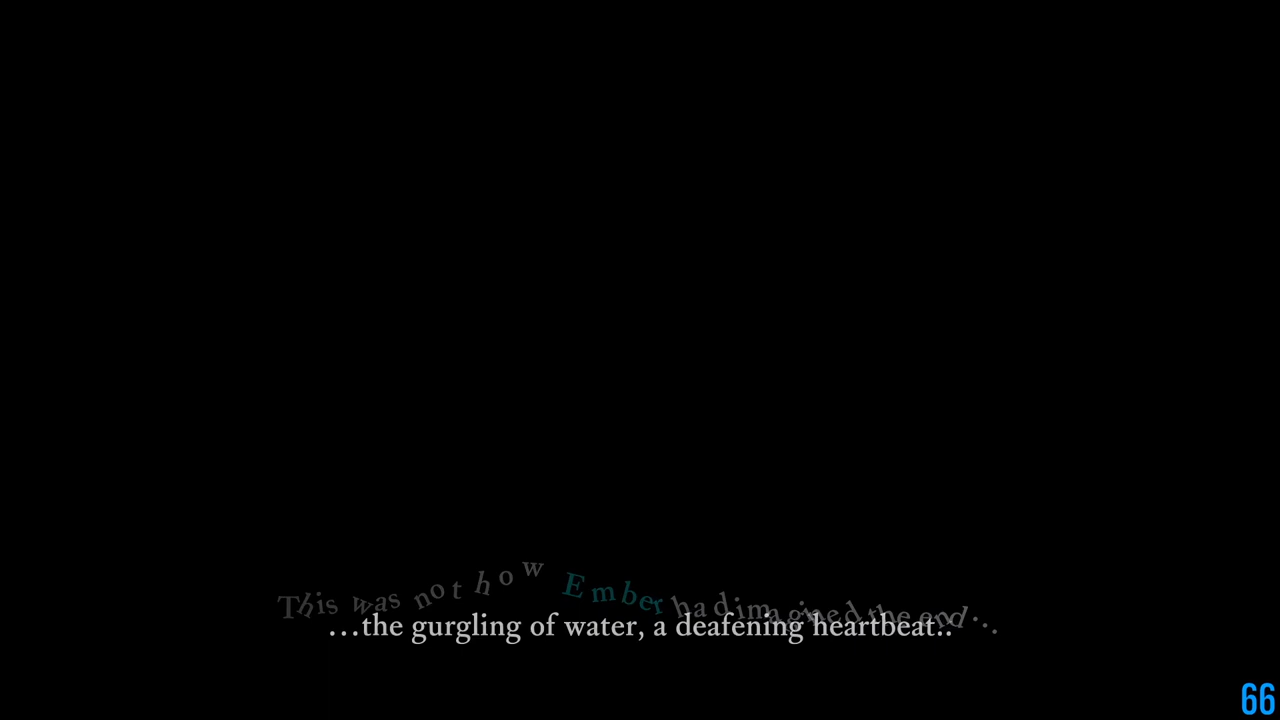 This was not how Ember had imagined the end...
...the gurgling of water, a deafening heartbeat..
66